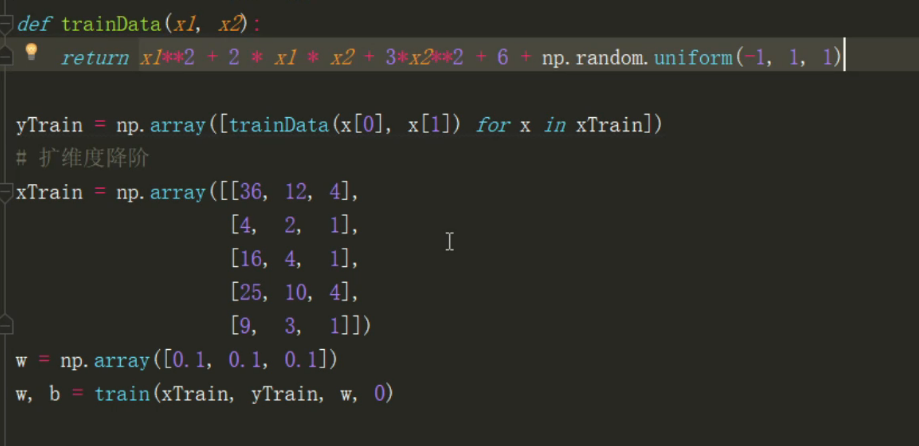 def trainData(x1, x2):
    return x1**2 + 2 * x1 * x2 + 3*x2**2 + 6 + np.random.uniform(-1, 1, 1)
yTrain = np.array([trainData(x[0], x[1]) for x in xTrain])
# 扩维度降阶
xTrain = np.array([[36, 12, 4],
                   [4, 2, 1],
                   [16, 4, 1],
                   [25, 10, 4],
                   [9, 3, 1]])
w = np.array([0.1, 0.1, 0.1])
w, b = train(xTrain, yTrain, w, 0)